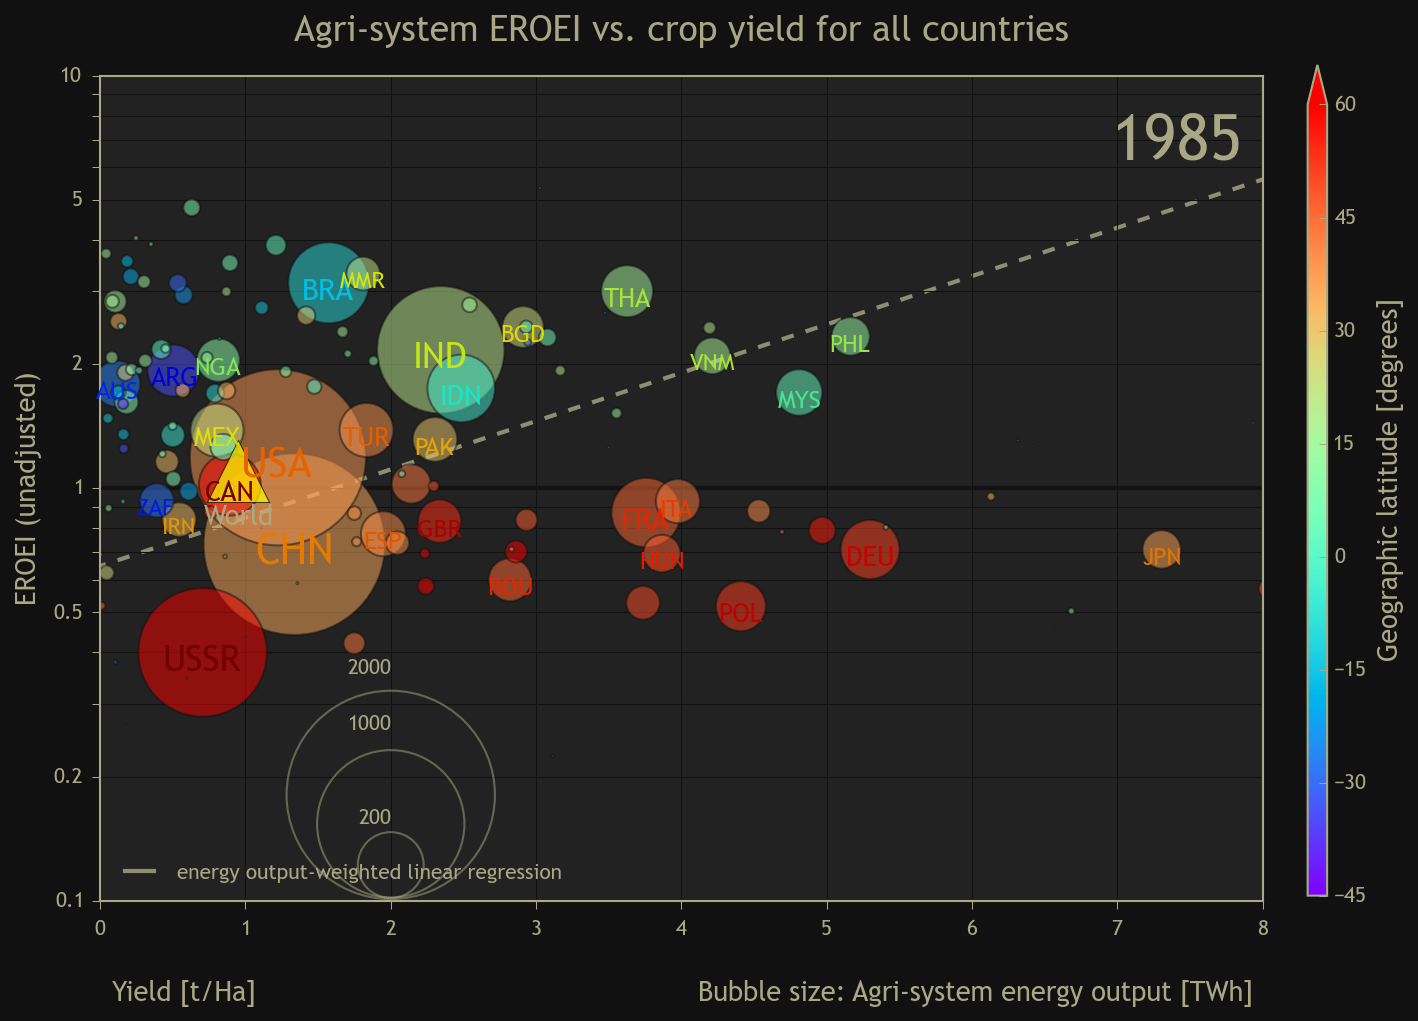 Agri-system EROEI vs. crop yield for all countries
1985
EROEI (unadjusted)
10
5
2
1
0.5
0.2
0.1
0
1
2
3
4
5
6
7
8
Yield [t/Ha]
Bubble size: Agri-system energy output [TWh]
BRA
MMR
THA
BGD
PHL
IND
VNM
NGA
ARG
AUS
IDN
MYS
MEX
TUR
PAK
USA
CAN
ZAF
World
IRN
CHN
ESP
GBR
FRA
ITA
HUN
DEU
JPN
ROU
POL
USSR
2000
1000
200
energy output-weighted linear regression
60
45
30
15
0
−15
−30
−45
Geographic latitude [degrees]